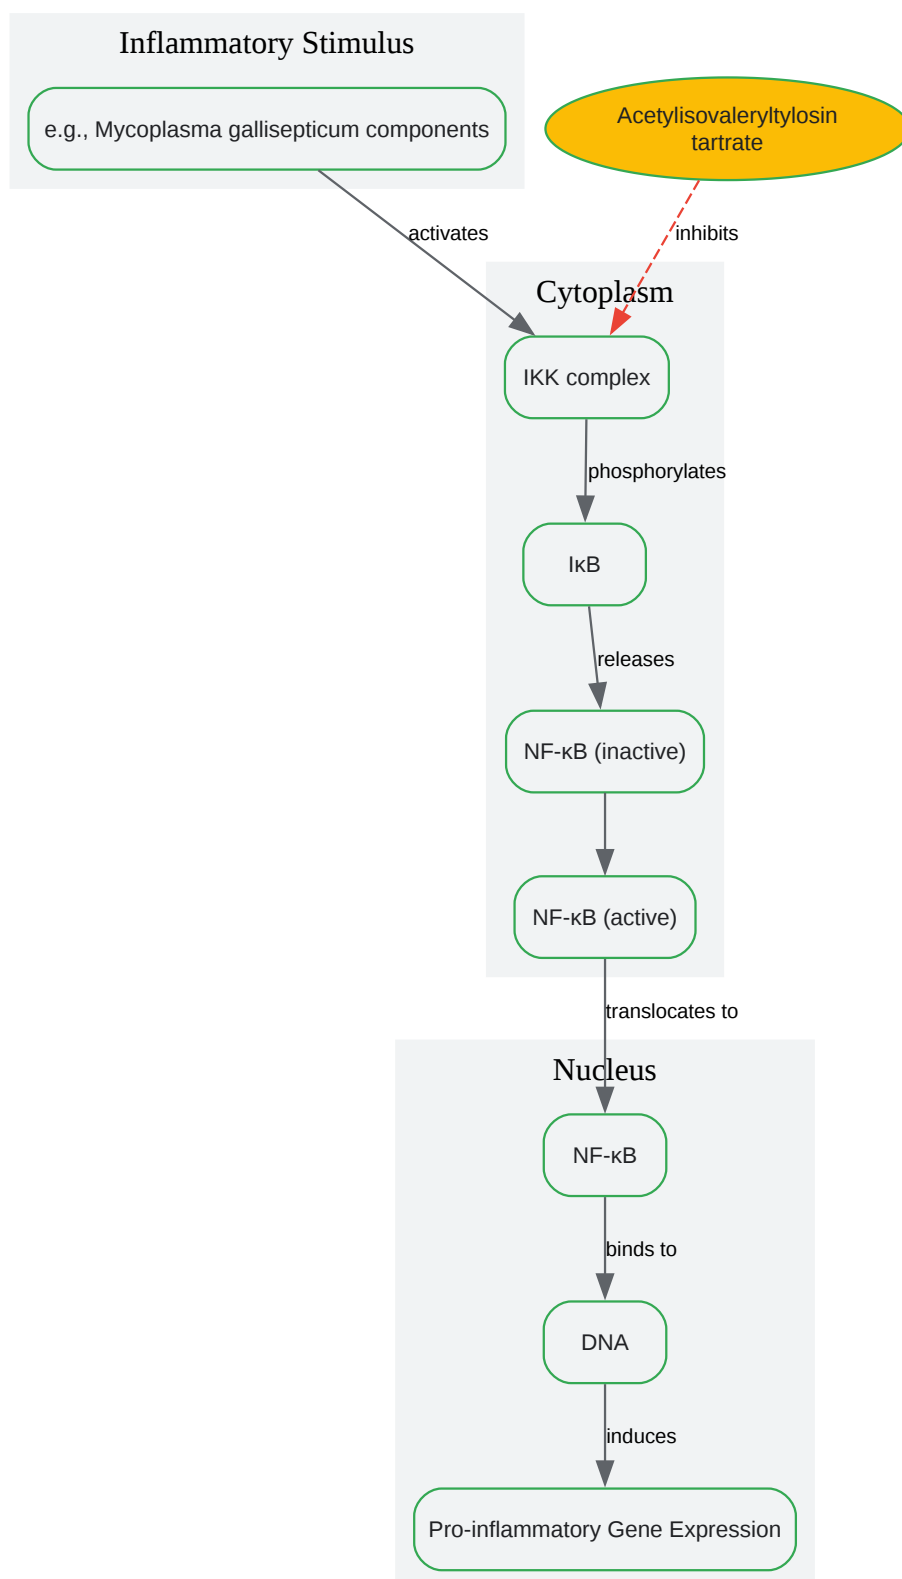 Inflammatory Stimulus
e.g., Mycoplasma gallisepticum components
Acetylisovaleryltylosin
tartrate
activates
inhibits
Cytoplasm
IKK complex
phosphorylates
IκB
releases
NF-κB (inactive)
NF-κB (active)
translocates to
Nucleus
NF-κB
binds to
DNA
induces
Pro-inflammatory Gene Expression